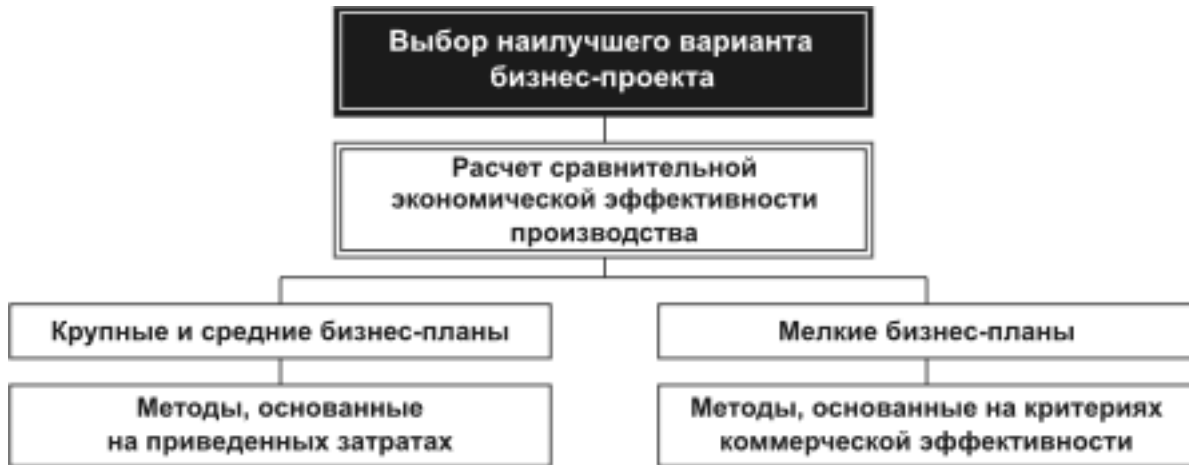 Выбор наилучшего варианта
бизнес-проекта
Расчет сравнительной
экономической эффективности
производства
Крупные и средние бизнес-планы
Мелкие бизнес-планы
Методы, основанные
на приведенных затратах
Методы, основанные на критериях
коммерческой эффективности